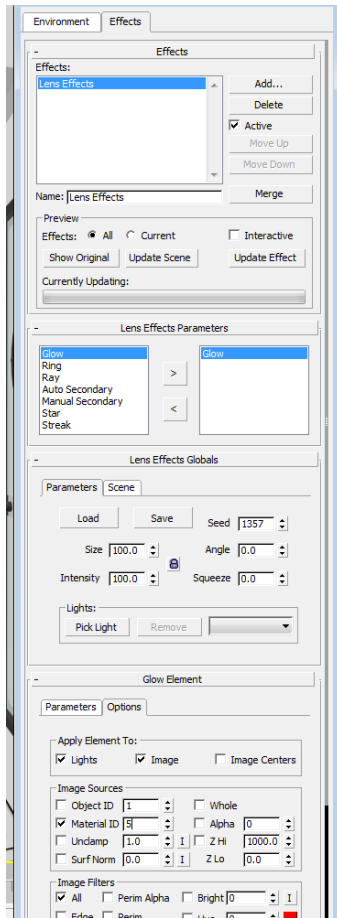 Environment Effects
- Effects
Effects:
Lens Effects
Add...
Delete
Active
Move Up
Move Down
Name: Lens Effects
Merge
Preview
Effects: All Current Interactive
Show Original Update Scene Update Effect
Currently Updating:
- Lens Effects Parameters
Glow
Ring
Ray
Auto Secondary
Manual Secondary
Star
Streak
>
<
Glow
- Lens Effects Globals
Parameters Scene
Load Save Seed 1357
Size 100.0 Angle 0.0
Intensity 100.0 Squeeze 0.0
Lights:
Pick Light Remove
- Glow Element
Parameters Options
Apply Element To:
Lights Image Image Centers
Image Sources
Object ID 1 Whole
Material ID 5 Alpha 0
Unclamp 1.0 I Z Hi 1000.0
Surf Norm 0.0 I Z Lo 0.0
Image Filters
All Perim Alpha Bright 0 I
Edge Perim Hue 0